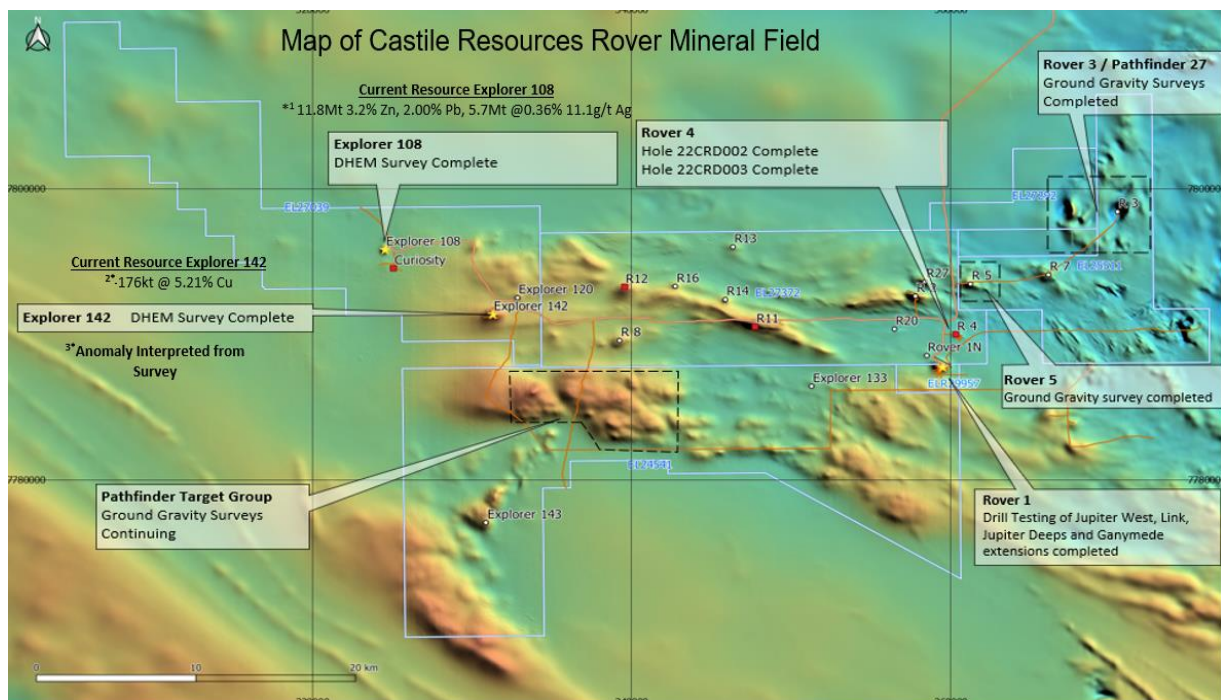 Map of Castile Resources Rover Mineral Field
Current Resource Explorer 108
*¹ 11.8Mt 3.2% Zn, 2.00% Pb, 5.7Mt @0.36% 11.1g/t Ag
Explorer 108
DHEM Survey Complete
Rover 4
Hole 22CRD002 Complete
Hole 22CRD003 Complete
Rover 3 / Pathfinder 27
Ground Gravity Surveys
Completed
7800000
7800000
R 3
Explorer 108
Curiosity
R13
Current Resource Explorer 142
2*·176kt @ 5.21% Cu
Explorer 142 DHEM Survey Complete
3*Anomaly Interpreted from
Survey
Explorer 120
Explorer 142
R12
R16
R14
EL27372
R11
R 8
R27
R20
R 5
R 7
R 4
Rover 1N
Explorer 133
Rover 5
Ground Gravity survey completed
EL24541
7780000
7780000
Pathfinder Target Group
Ground Gravity Surveys
Continuing
Explorer 143
Rover 1
Drill Testing of Jupiter West, Link,
Jupiter Deeps and Ganymede
extensions completed
0 10 20 km